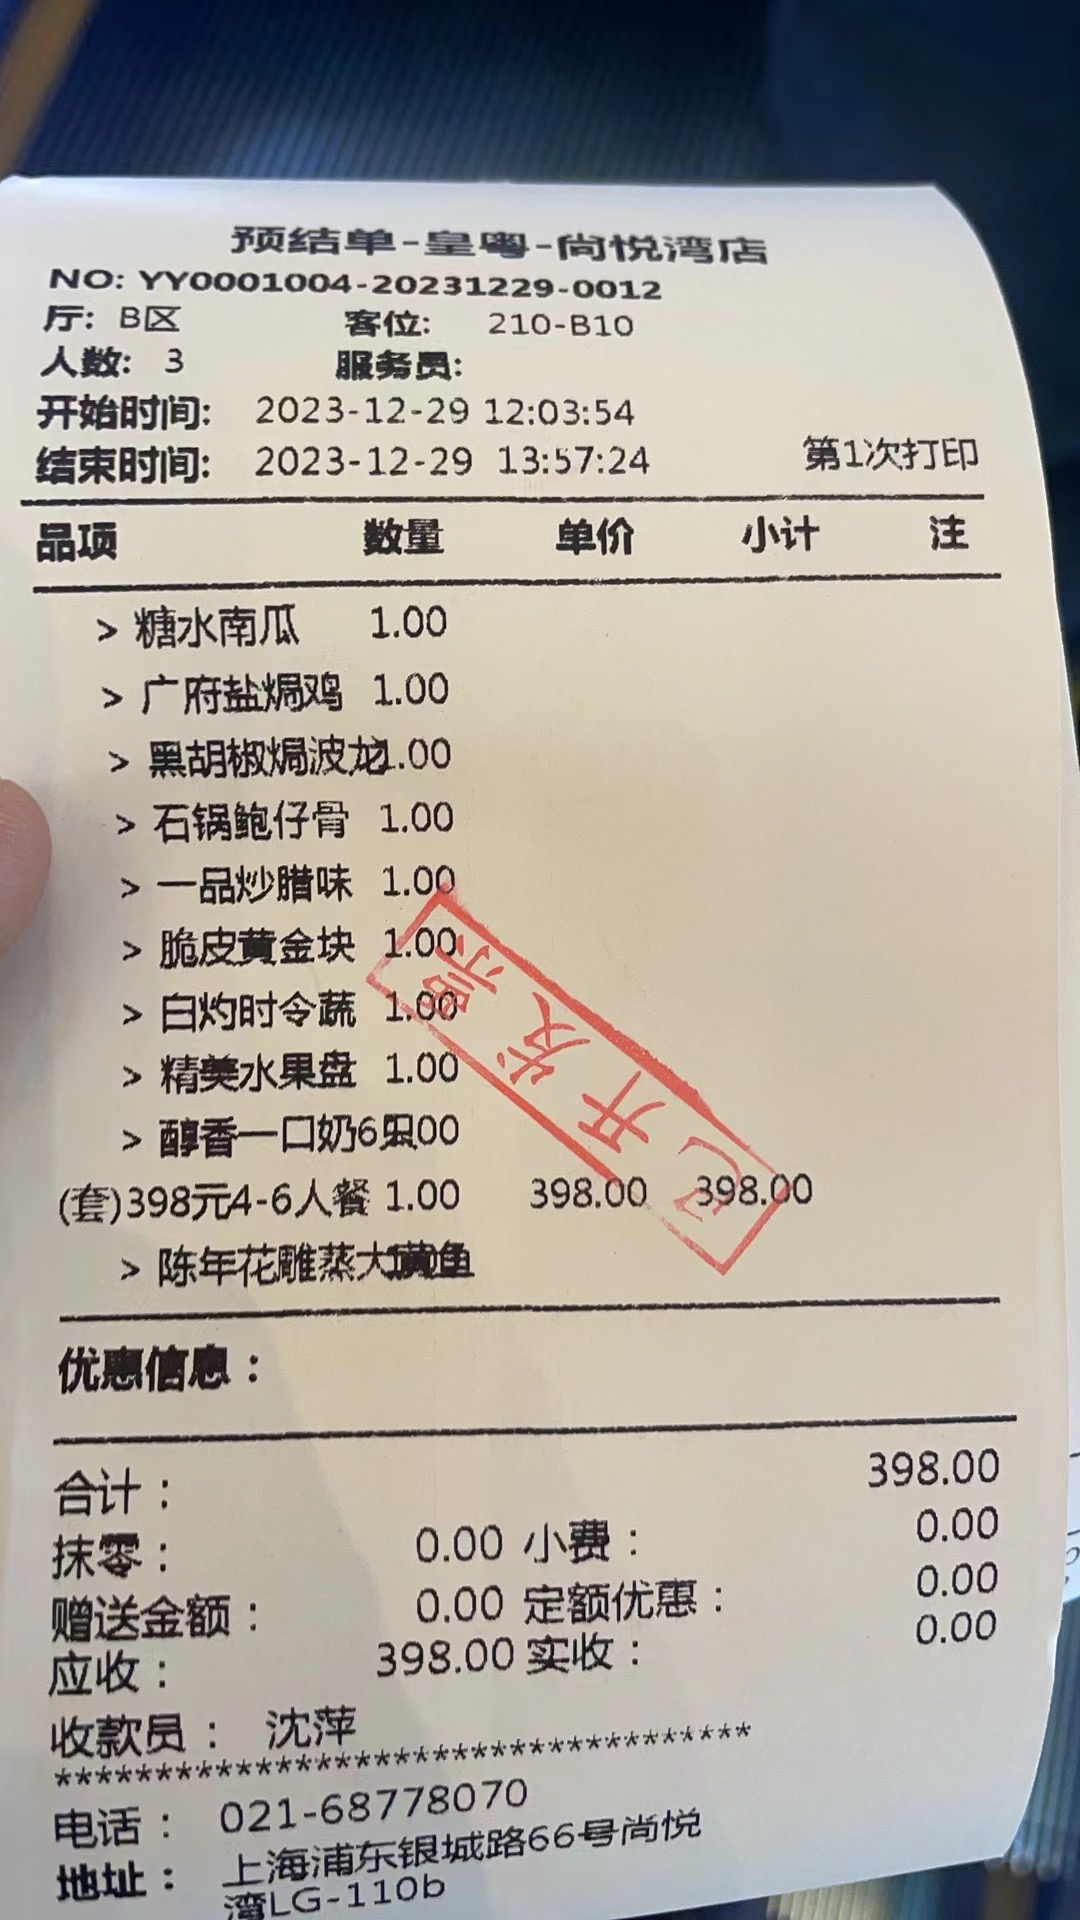 预结单-皇粤-尚悦湾店
NO: YY0001004-20231229-0012
厅: B区 客位: 210-B10
人数: 3 服务员:
开始时间: 2023-12-29 12:03:54
结束时间: 2023-12-29 13:57:24 第1次打印
品项 数量 单价 小计 注
> 糖水南瓜 1.00
> 广府盐焗鸡 1.00
> 黑胡椒焗波龙 1.00
> 石锅鲍仔骨 1.00
> 一品炒腊味 1.00
> 脆皮黄金块 1.00
> 白灼时令蔬 1.00
> 精美水果盘 1.00
> 醇香一口奶6只 .00
(套)398元4-6人餐 1.00 398.00 398.00
> 陈年花雕蒸大黄鱼
已开发票
优惠信息：
合计： 398.00
抹零： 0.00 小费： 0.00
赠送金额： 0.00 定额优惠： 0.00
应收： 398.00 实收： 0.00
收款员： 沈萍
***********************************
电话： 021-68778070
地址： 上海浦东银城路66号尚悦
湾LG-110b